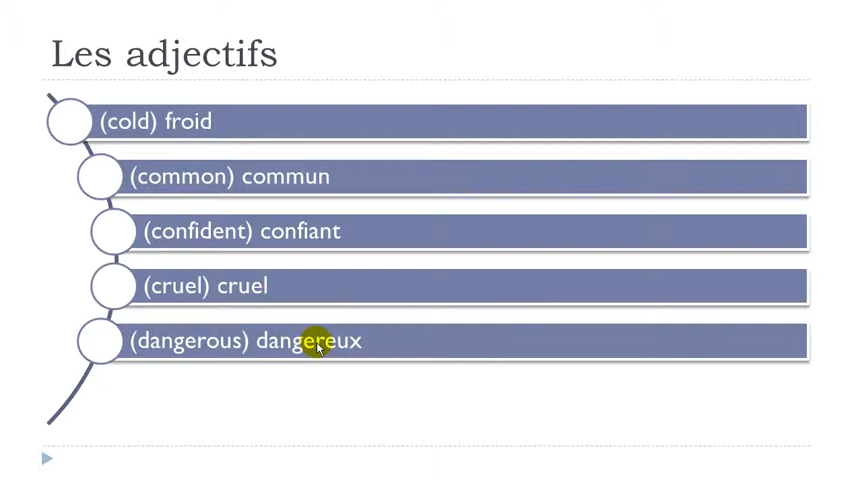 Les adjectifs
(cold) froid
(common) commun
(confident) confiant
(cruel) cruel
(dangerous) dangereux